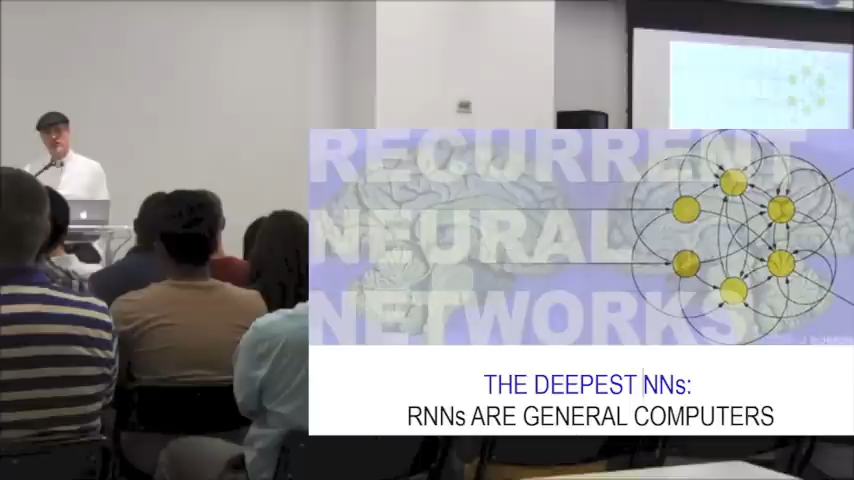 RECURRENT
NEURAL
NETWORKS
THE DEEPEST NNs:
RNNs ARE GENERAL COMPUTERS